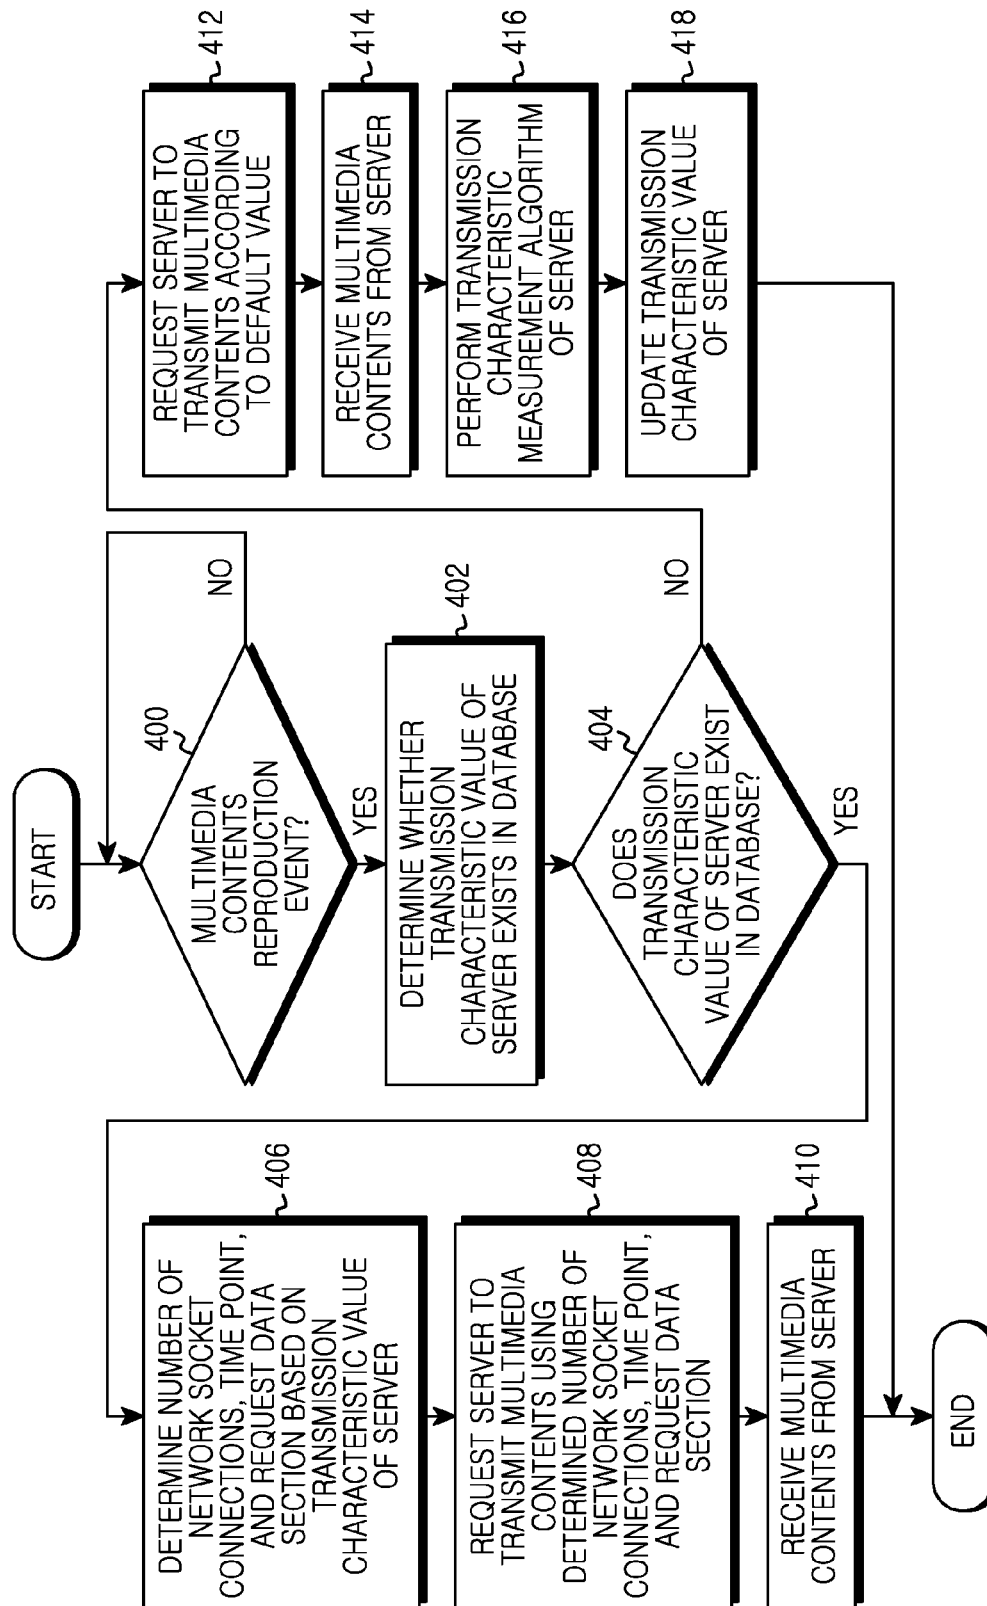 START
400
MULTIMEDIA
CONTENTS
REPRODUCTION
EVENT?
NO
YES
402
DETERMINE WHETHER
TRANSMISSION
CHARACTERISTIC VALUE OF
SERVER EXISTS IN DATABASE
404
DOES
TRANSMISSION
CHARACTERISTIC
VALUE OF SERVER EXIST
IN DATABASE?
NO
YES
406
DETERMINE NUMBER OF
NETWORK SOCKET
CONNECTIONS, TIME POINT,
AND REQUEST DATA
SECTION BASED ON
TRANSMISSION
CHARACTERISTIC VALUE
OF SERVER
408
REQUEST SERVER TO
TRANSMIT MULTIMEDIA
CONTENTS USING
DETERMINED NUMBER OF
NETWORK SOCKET
CONNECTIONS, TIME POINT,
AND REQUEST DATA
SECTION
410
RECEIVE MULTIMEDIA
CONTENTS FROM SERVER
412
REQUEST SERVER TO
TRANSMIT MULTIMEDIA
CONTENTS ACCORDING
TO DEFAULT VALUE
414
RECEIVE MULTIMEDIA
CONTENTS FROM SERVER
416
PERFORM TRANSMISSION
CHARACTERISTIC
MEASUREMENT ALGORITHM
OF SERVER
418
UPDATE TRANSMISSION
CHARACTERISTIC VALUE
OF SERVER
END